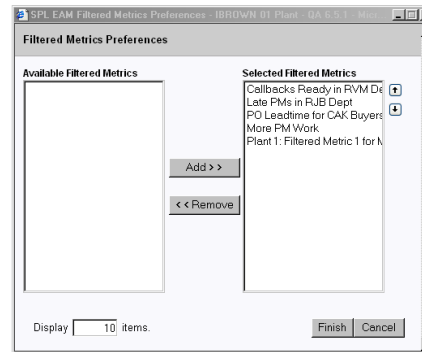 SPL EAM Filtered Metrics Preferences - IBROWN 01 Plant - QA 6.5.1 - Micr
Filtered Metrics Preferences
Available Filtered Metrics
Selected Filtered Metrics
Callbacks Ready in RVM De
Late PMs in RJB Dept
PO Leadtime for CAK Buyers
More PM Work
Plant 1: Filtered Metric 1 for M
Add >>
<< Remove
Display 10 items.
Finish Cancel